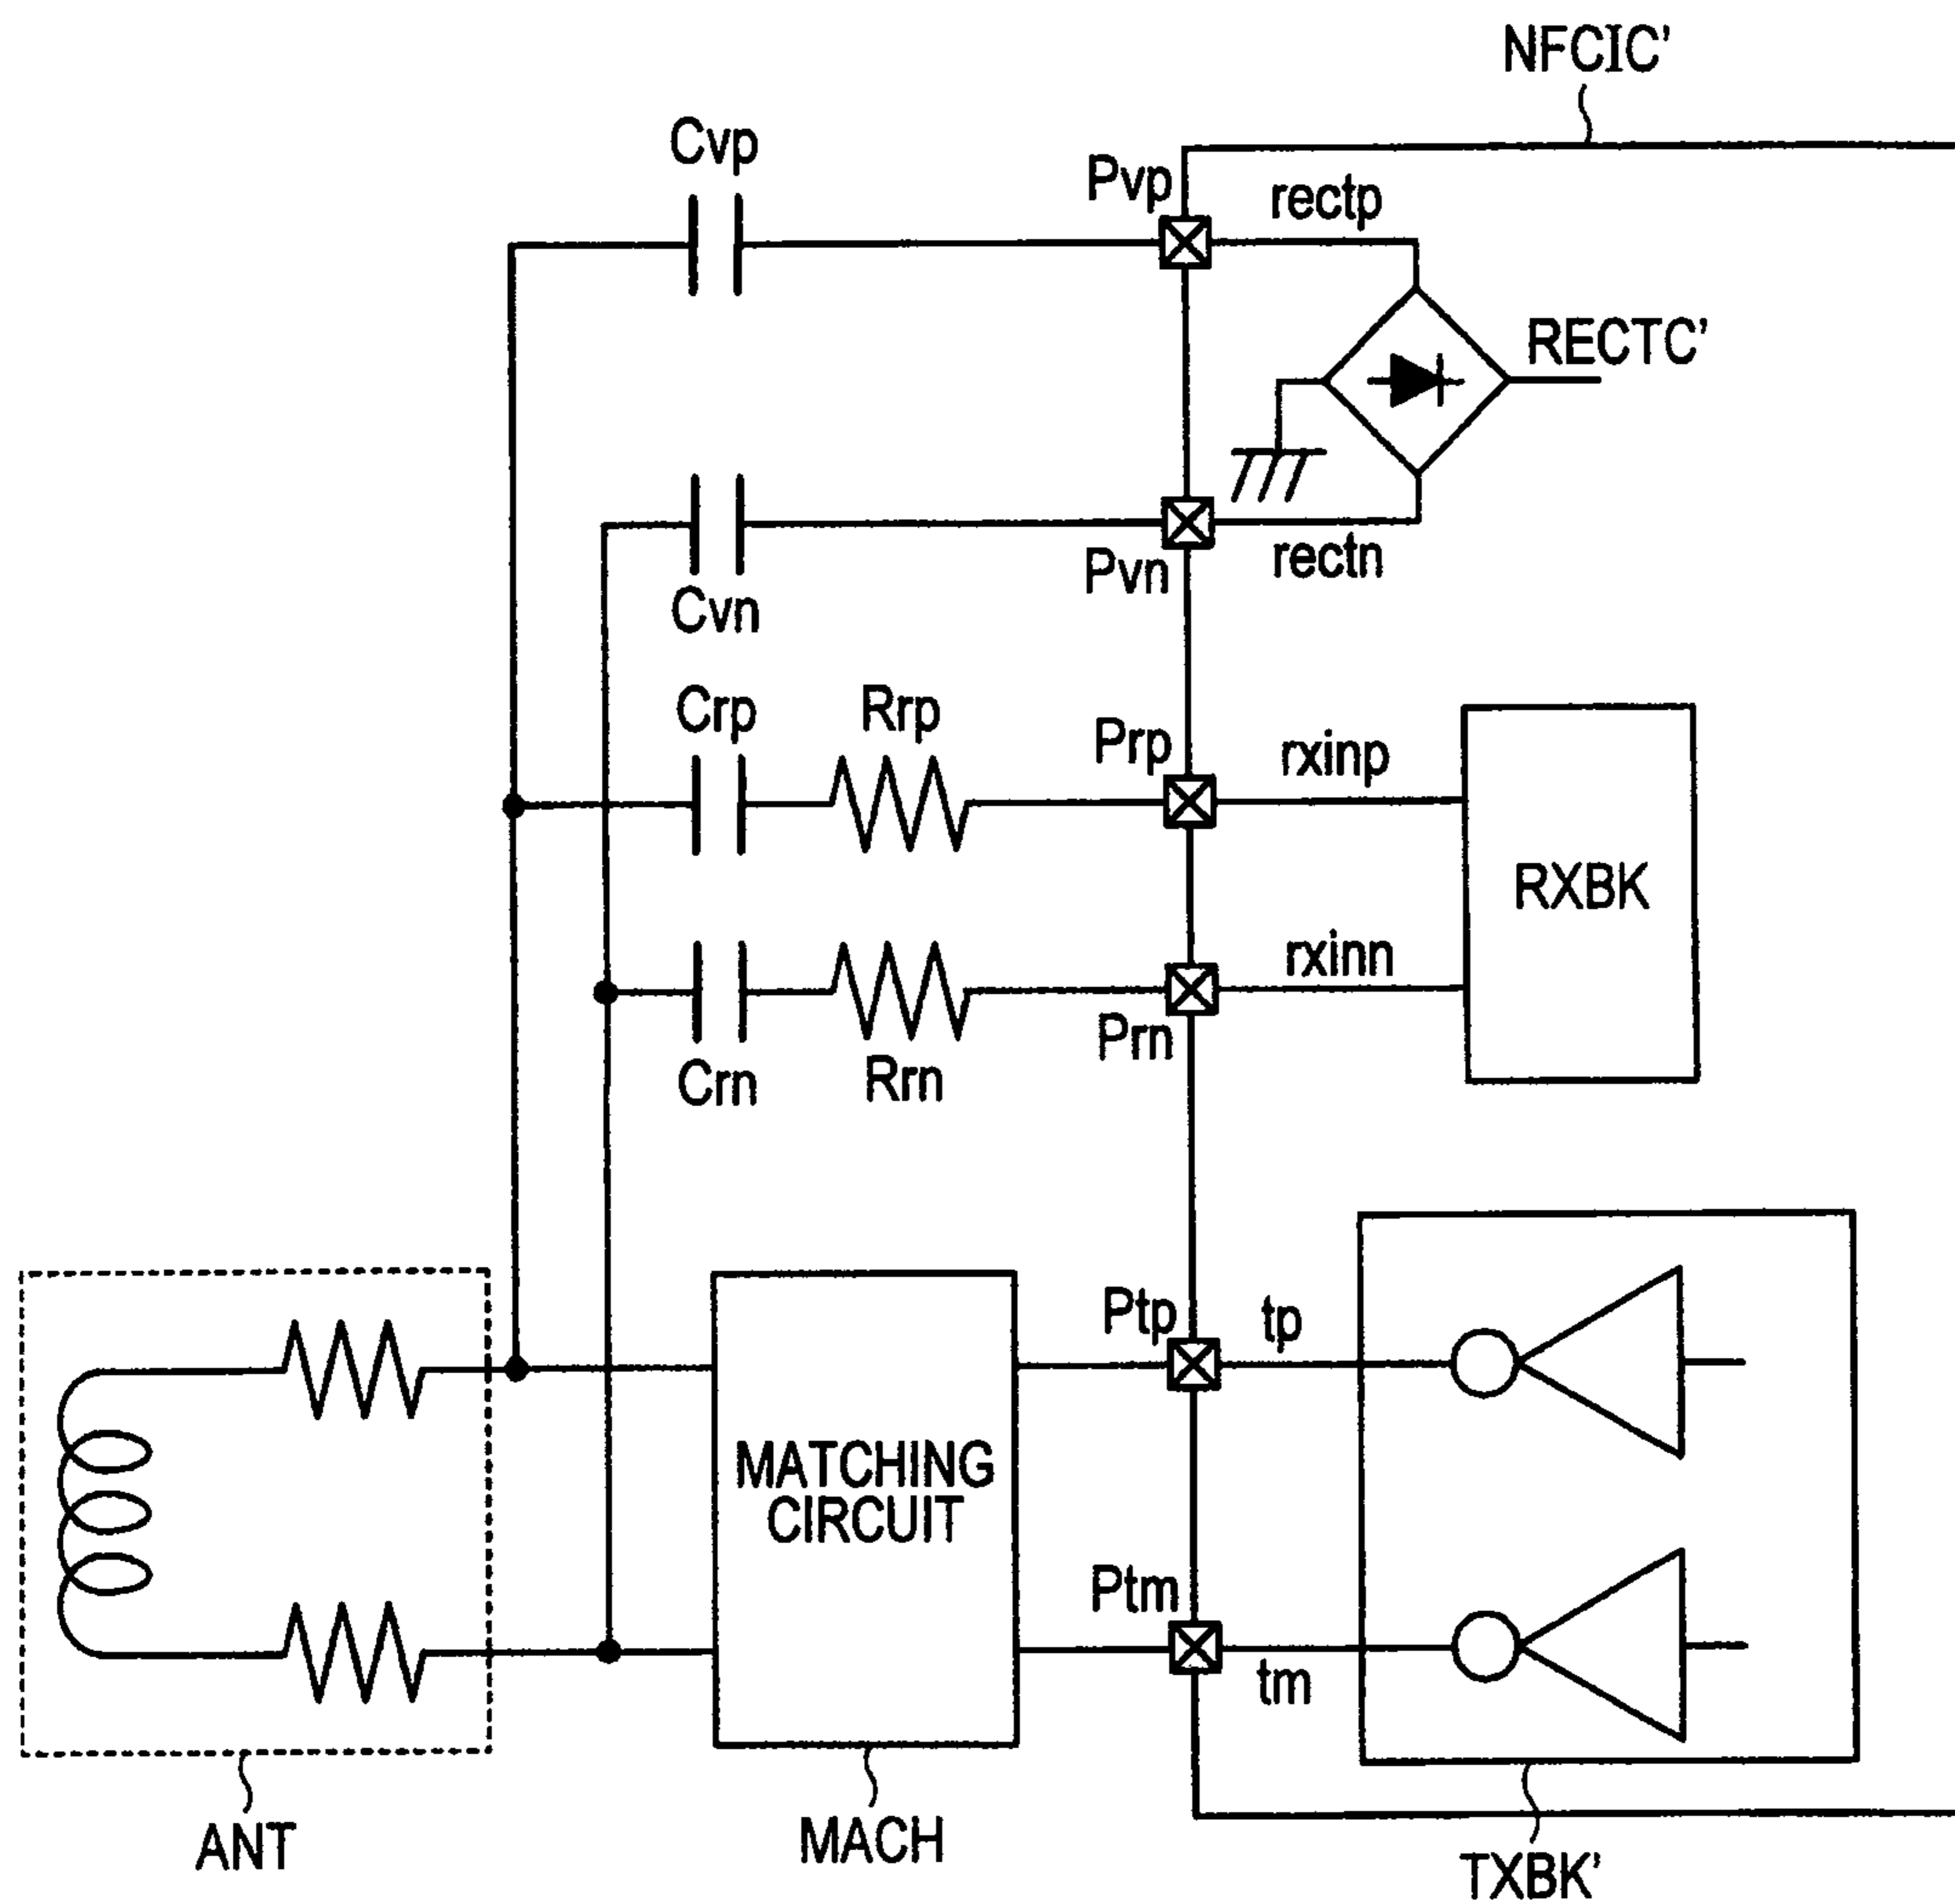 NFCIC'
Cvp
Pvp
rectp
RECTC'
Cvn
Pvn
rectn
Crp
Rrp
Prp
rxinp
RXBK
Crn
Rrn
Prn
rxinn
Ptp
tp
MATCHING
CIRCUIT
Ptm
tm
ANT
MACH
TXBK'